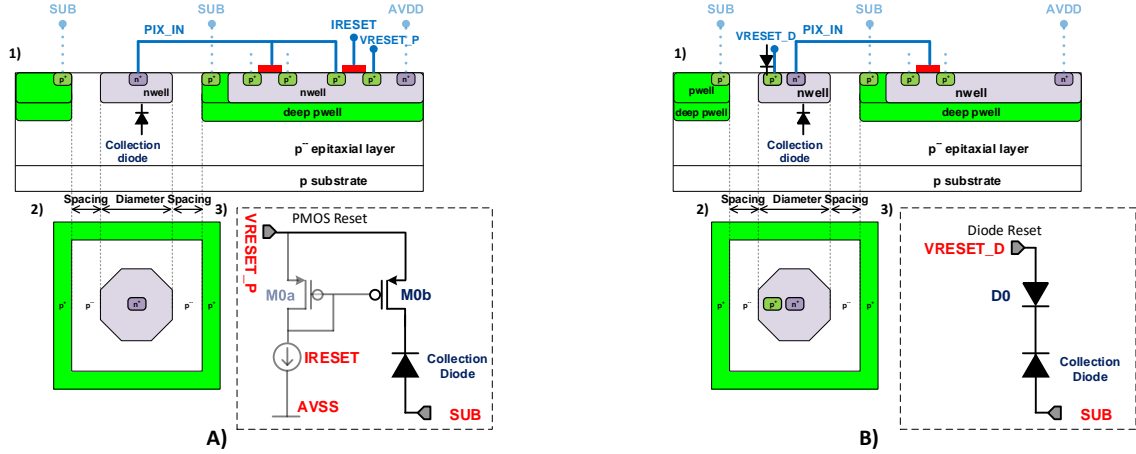 SUB SUB IRESET AVDD
PIX_IN VRESET_P
1)
p+ n+ p+ p+ p+ p+ p+ n+
nwell nwell
deep pwell
Collection
diode
p-- epitaxial layer
p substrate
Spacing Diameter Spacing
2) 3)
PMOS Reset
VRESET_P
M0a M0b
p+ p- n+ p- p+
IRESET
Collection
Diode
AVSS
SUB
A)
SUB SUB AVDD
VRESET_D PIX_IN
1)
p+ p+ n+ p+ p+ p+ n+
pwell nwell nwell
deep pwell deep pwell
Collection
diode
p-- epitaxial layer
p substrate
Spacing Diameter Spacing
2) 3)
Diode Reset
VRESET_D
D0
p+ p- p+ n+ p- p+
Collection
Diode
SUB
B)